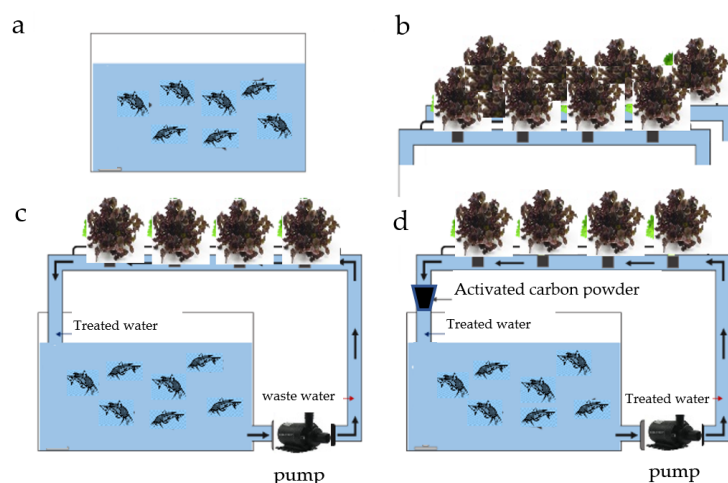 a
b
c
Treated water
waste water
pump
d
Activated carbon powder
Treated water
Treated water
pump